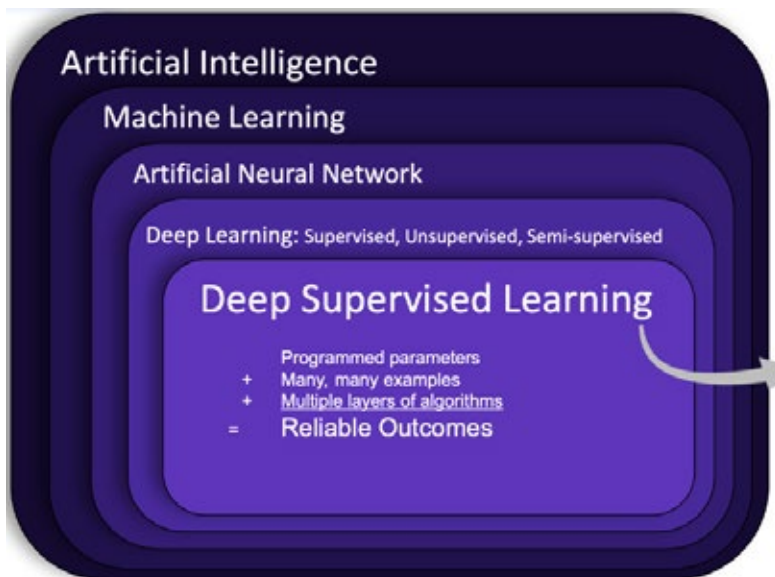 Artificial Intelligence
Machine Learning
Artificial Neural Network
Deep Learning: Supervised, Unsupervised, Semi-supervised
Deep Supervised Learning
Programmed parameters
+ Many, many examples
+ Multiple layers of algorithms
= Reliable Outcomes